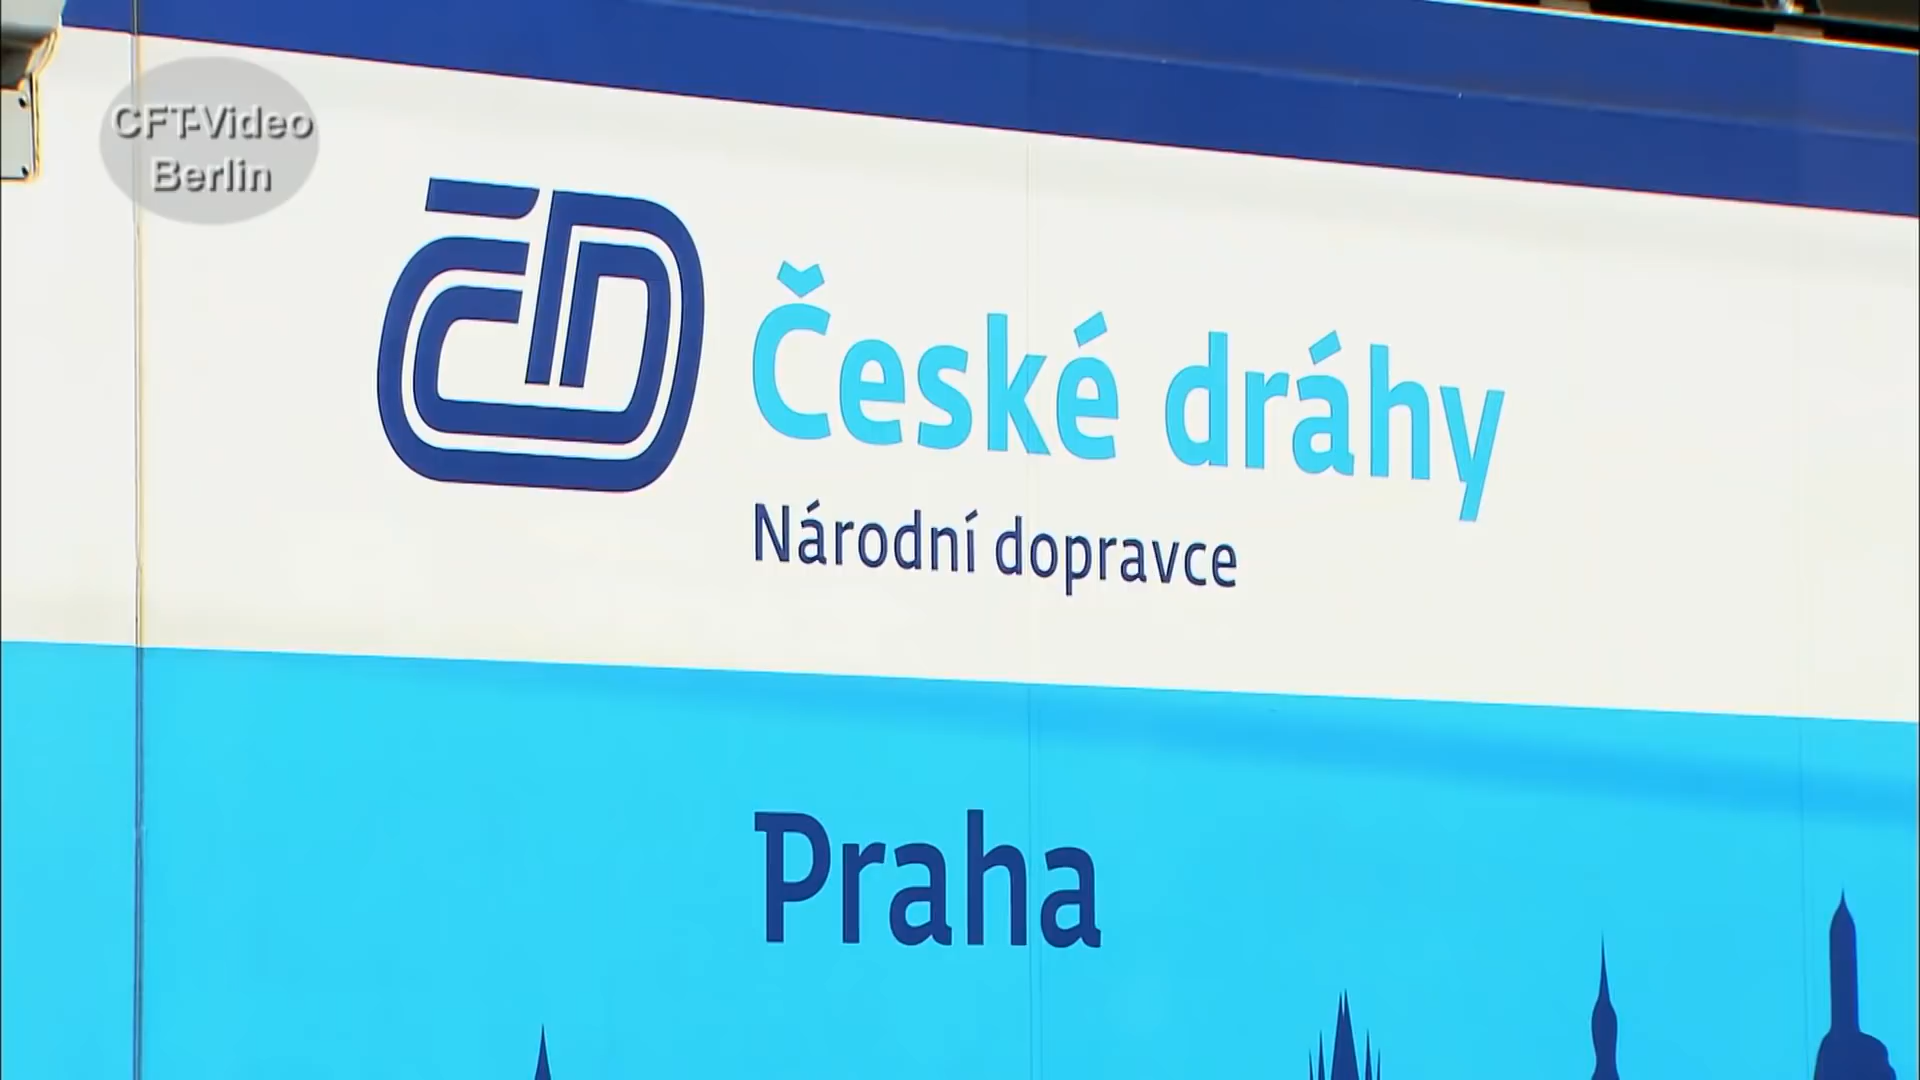 CFT-Video
Berlin
ČD
České dráhy
Národní dopravce
Praha